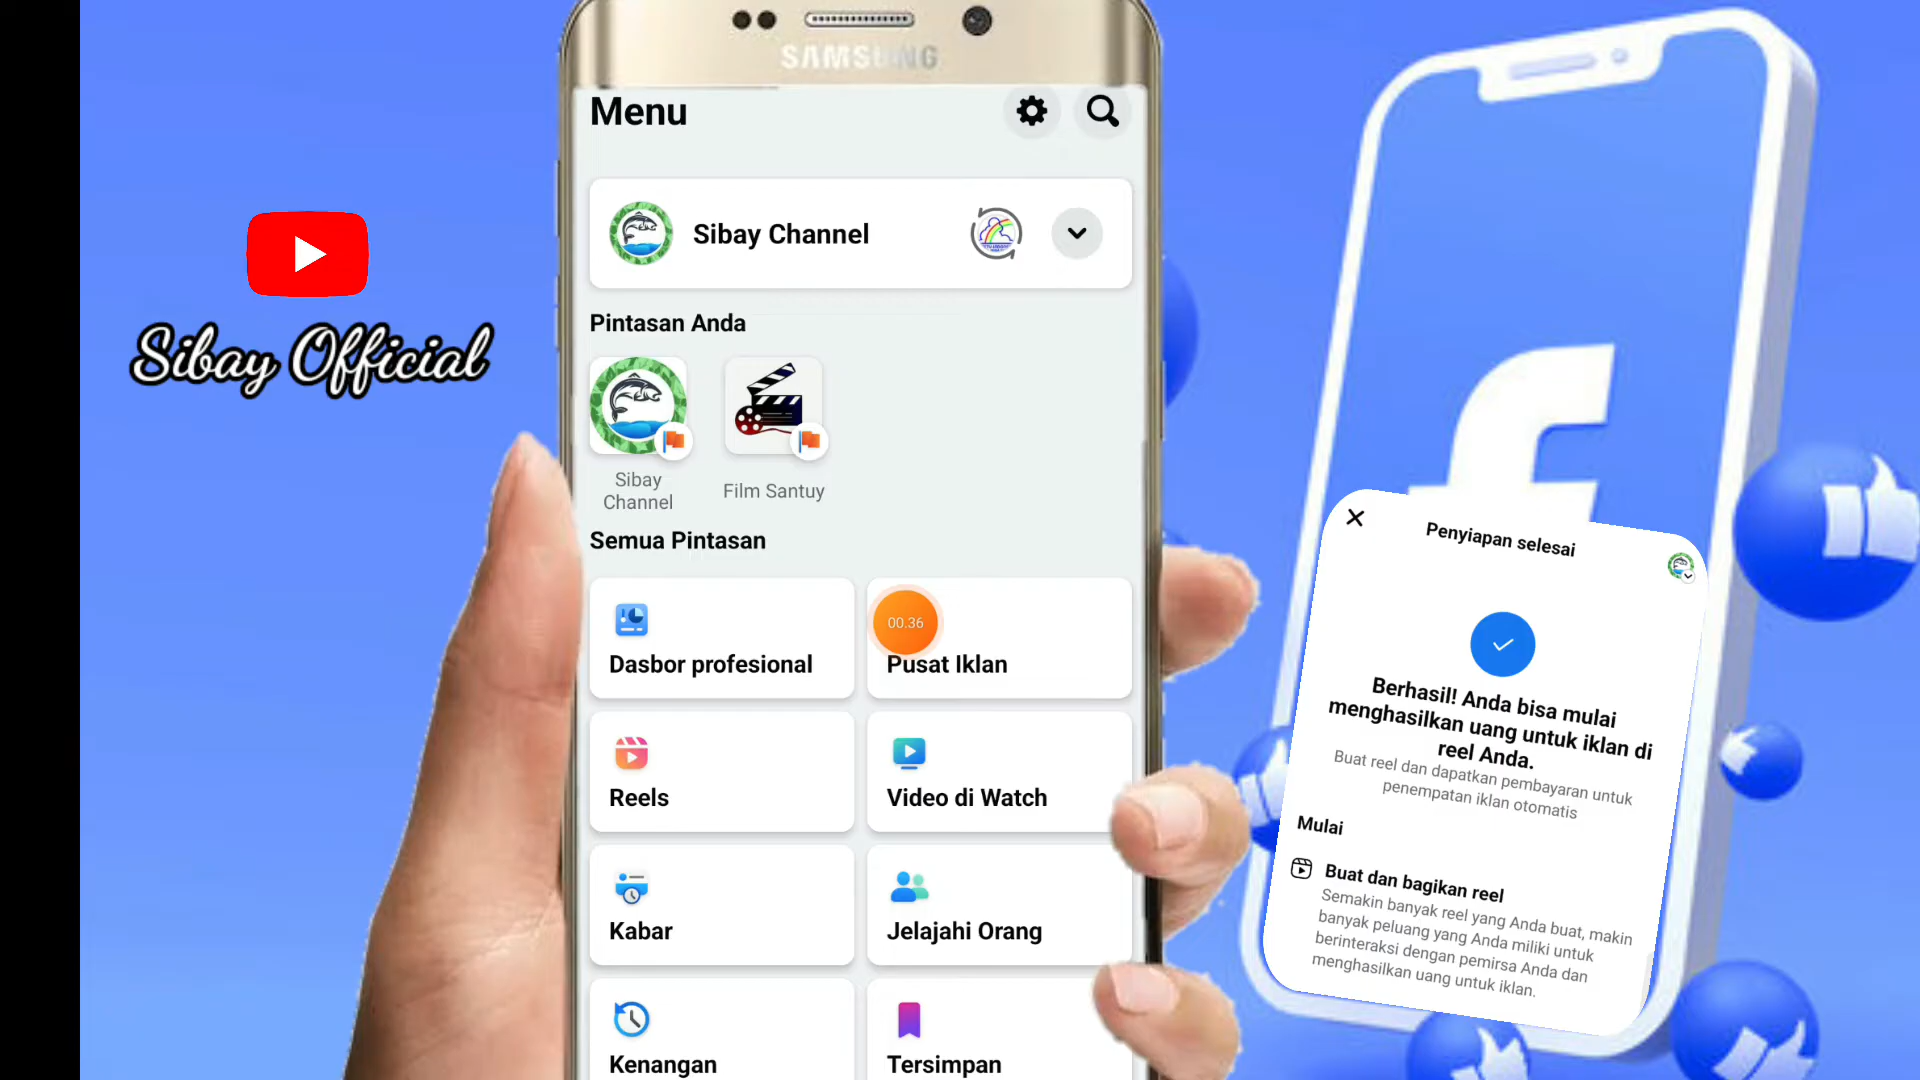 SAMSUNG
Menu
Sibay Channel
Sibay Official
Pintasan Anda
Sibay
Channel
Film Santuy
Semua Pintasan
Dasbor profesional
00.36
Pusat Iklan
Reels
Video di Watch
Kabar
Jelajahi Orang
Kenangan
Tersimpan
Penyiapan selesai
Berhasil! Anda bisa mulai
menghasilkan uang untuk iklan di
reel Anda.
Buat reel dan dapatkan pembayaran untuk
penempatan iklan otomatis
Mulai
Buat dan bagikan reel
Semakin banyak reel yang Anda buat, makin
banyak peluang yang Anda miliki untuk
berinteraksi dengan pemirsa Anda dan
menghasilkan uang untuk iklan.